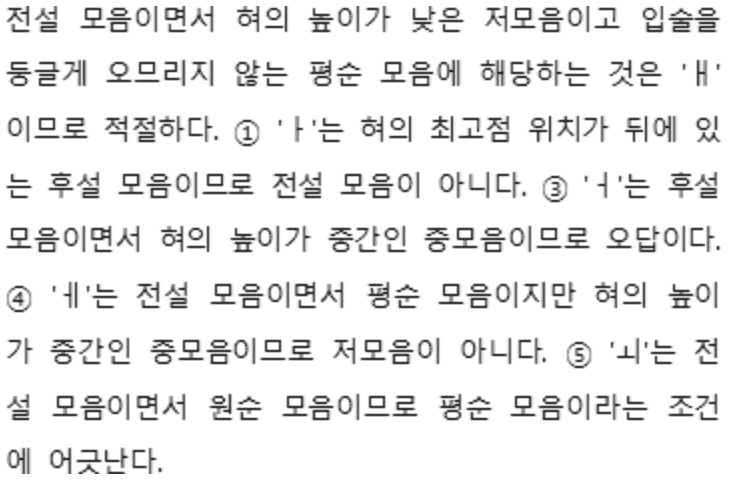 전설 모음이면서 혀의 높이가 낮은 저모음이고 입술을
둥글게 오므리지 않는 평순 모음에 해당하는 것은 'ㅐ'
이므로 적절하다. ① 'ㅏ'는 혀의 최고점 위치가 뒤에 있
는 후설 모음이므로 전설 모음이 아니다. ③ 'ㅓ'는 후설
모음이면서 혀의 높이가 중간인 중모음이므로 오답이다.
④ 'ㅔ'는 전설 모음이면서 평순 모음이지만 혀의 높이
가 중간인 중모음이므로 저모음이 아니다. ⑤ 'ㅚ'는 전
설 모음이면서 원순 모음이므로 평순 모음이라는 조건
에 어긋난다.